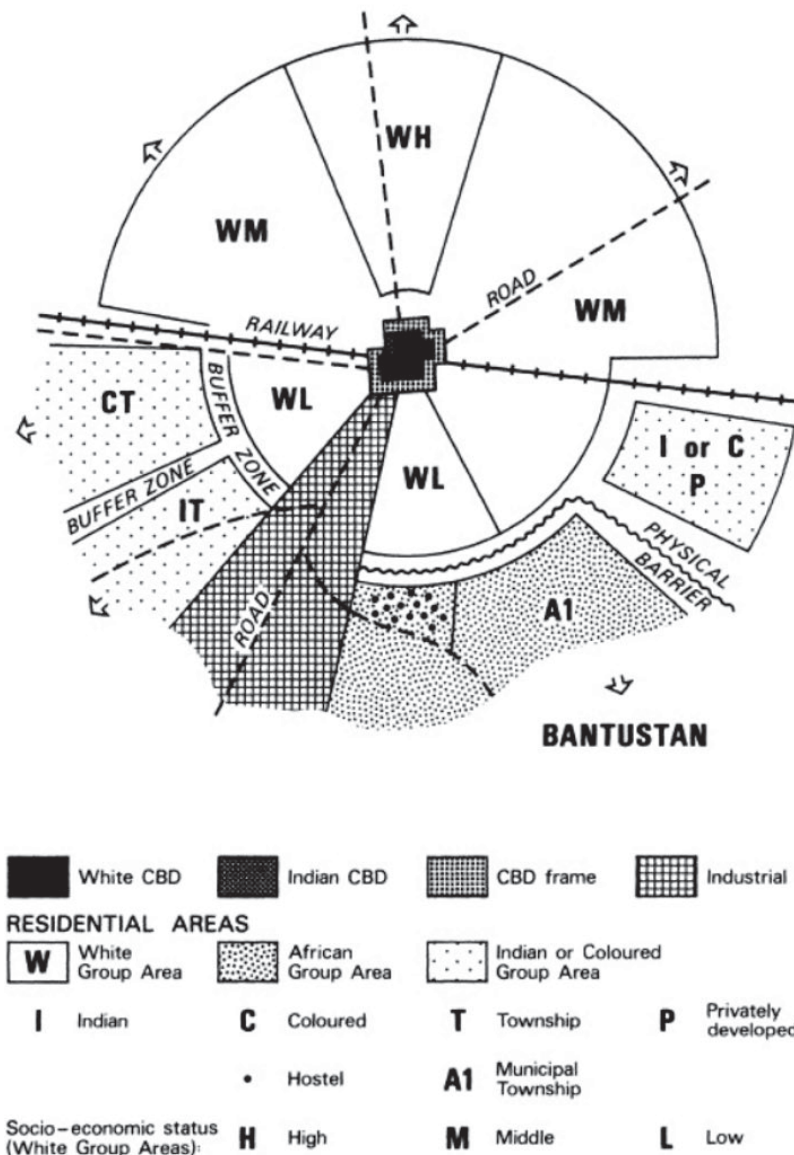 WH
WM
ROAD
WM
RAILWAY
CT
BUFFER ZONE
WL
I or C
P
WL
BUFFER ZONE
IT
PHYSICAL
BARRIER
ROAD
A1
BANTUSTAN
White CBD
Indian CBD
CBD frame
Industrial
RESIDENTIAL AREAS
W White
Group Area
African
Group Area
Indian or Coloured
Group Area
I Indian
C Coloured
T Township
P Privately
developed
• Hostel
A1 Municipal
Township
Socio-economic status
(White Group Areas):
H High
M Middle
L Low